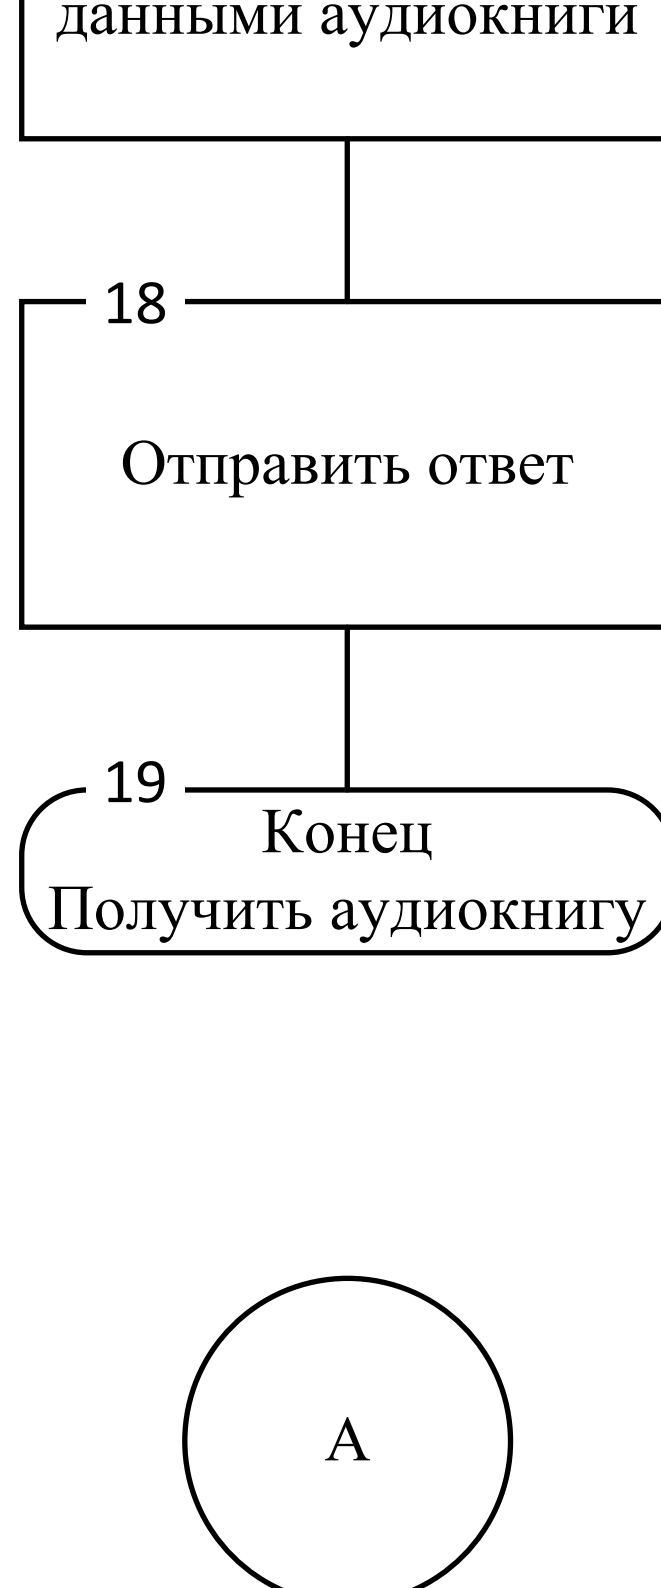 данными аудиокниги
18
Отправить ответ
19
Конец
Получить аудиокнигу
А